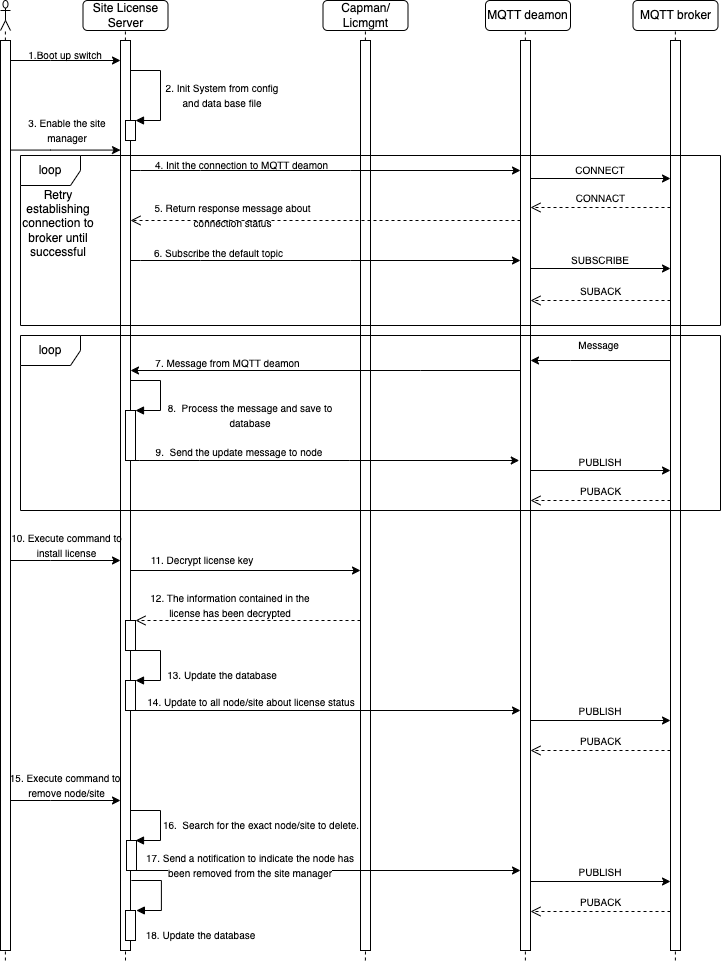 Site License
Server
Capman/
Licmgmt
MQTT deamon
MQTT broker
1.Boot up switch
2. Init System from config
and data base file
3. Enable the site
manager
loop
Retry
establishing
connection to
broker until
successful
4. Init the connection to MQTT deamon
CONNECT
CONNACT
5. Return response message about
connection status
6. Subscribe the default topic
SUBSCRIBE
SUBACK
loop
Message
7. Message from MQTT deamon
8. Process the message and save to
database
9. Send the update message to node
PUBLISH
PUBACK
10. Execute command to
install license
11. Decrypt license key
12. The information contained in the
license has been decrypted
13. Update the database
14. Update to all node/site about license status
PUBLISH
PUBACK
15. Execute command to
remove node/site
16. Search for the exact node/site to delete.
17. Send a notification to indicate the node has
been removed from the site manager
PUBLISH
PUBACK
18. Update the database